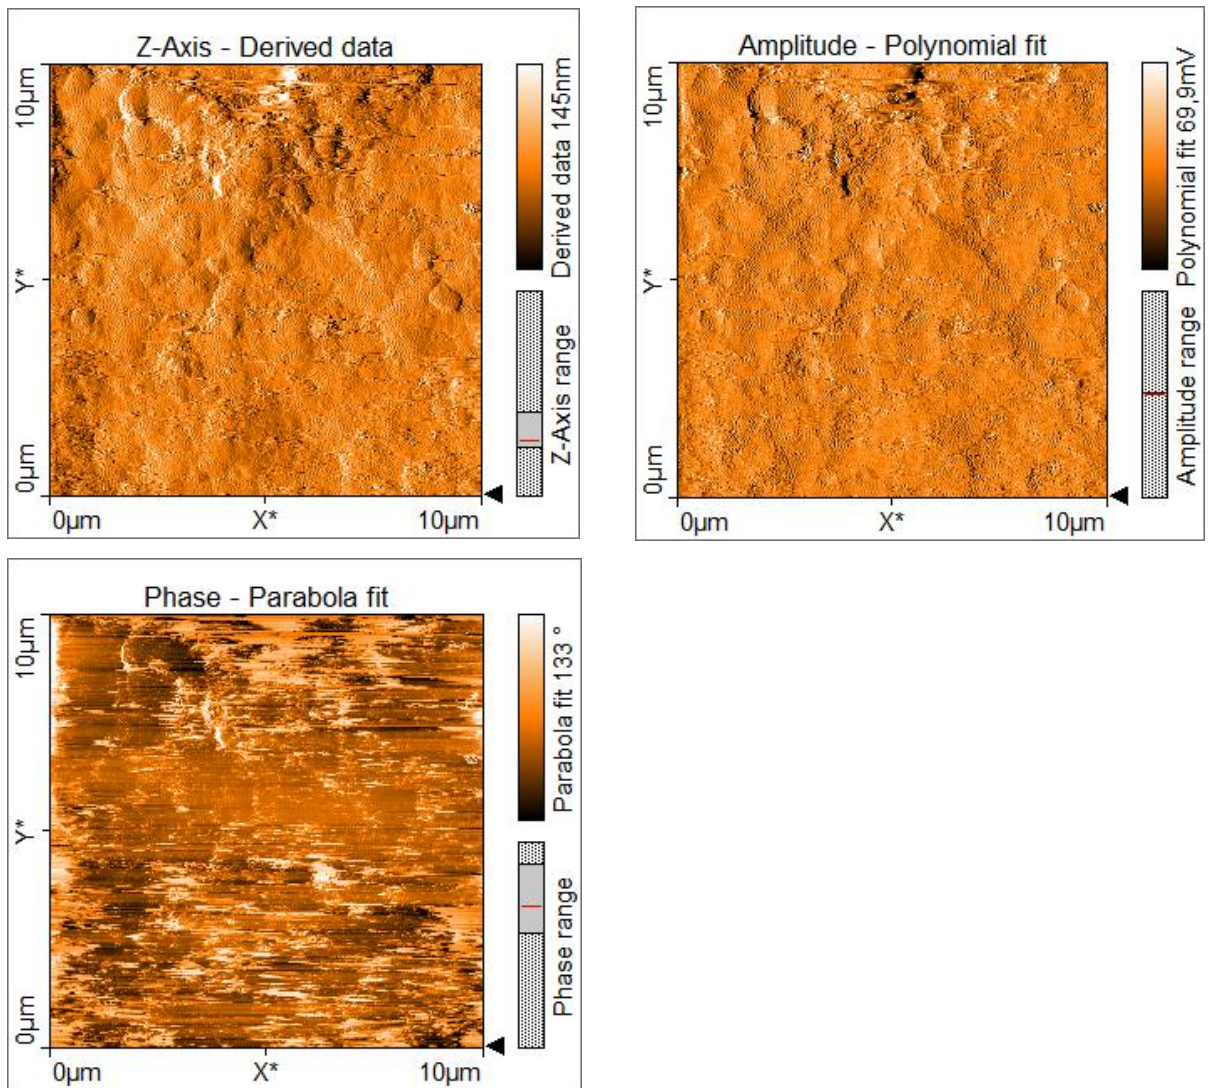 Z-Axis - Derived data
10µm
Y*
0µm
0µm
X*
10µm
Derived data 145nm
Z-Axis range
Amplitude - Polynomial fit
10µm
Y*
0µm
0µm
X*
10µm
Polynomial fit 69,9mV
Amplitude range
Phase - Parabola fit
10µm
Y*
0µm
0µm
X*
10µm
Parabola fit 133 °
Phase range